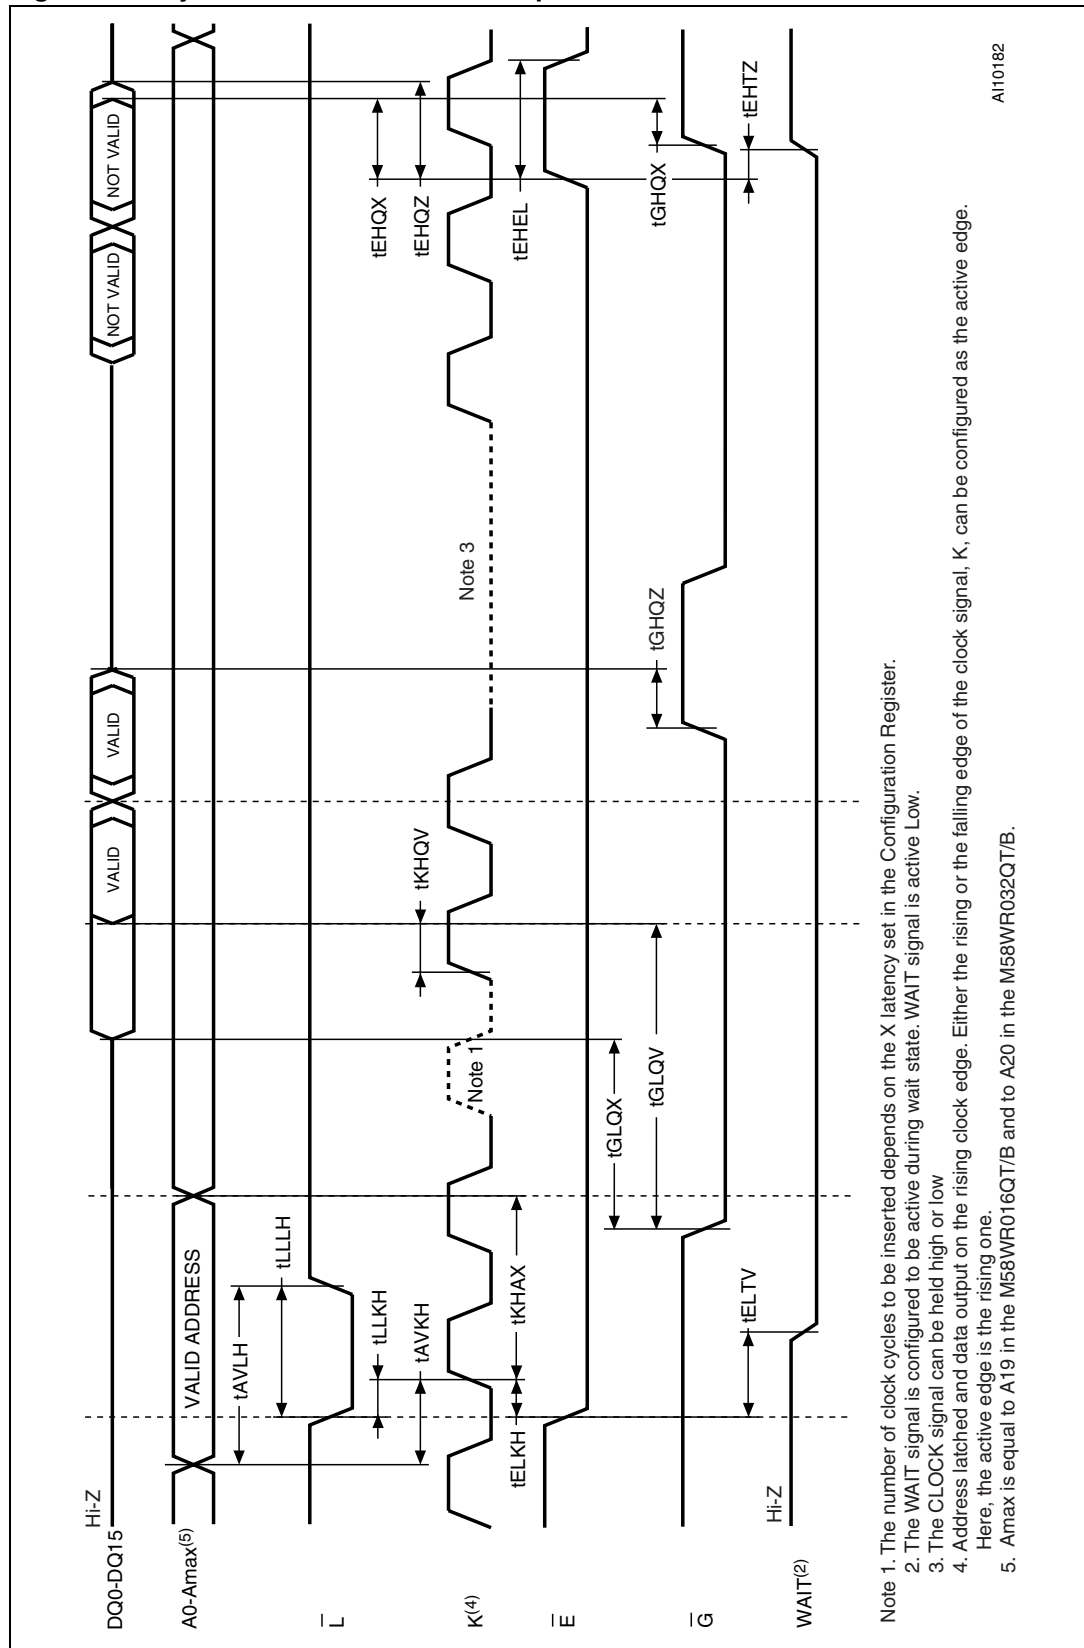 DQ0-DQ15
Hi-Z
VALID
VALID
NOT VALID
NOT VALID
A0-Amax(5)
VALID ADDRESS
tAVLH
L
tLLLH
tLLKH
tAVKH
K(4)
Note 1
tKHQV
Note 3
tEHQX
tEHQZ
tELKH
tKHAX
tEHEL
E
tGLQX
tGLQV
tGHQZ
tGHQX
G
tELTV
tEHTZ
Hi-Z
WAIT(2)
Note 1. The number of clock cycles to be inserted depends on the X latency set in the Configuration Register.
2. The WAIT signal is configured to be active during wait state. WAIT signal is active Low.
3. The CLOCK signal can be held high or low
4. Address latched and data output on the rising clock edge. Either the rising or the falling edge of the clock signal, K, can be configured as the active edge.
Here, the active edge is the rising one.
5. Amax is equal to A19 in the M58WR016QT/B and to A20 in the M58WR032QT/B.
AI10182